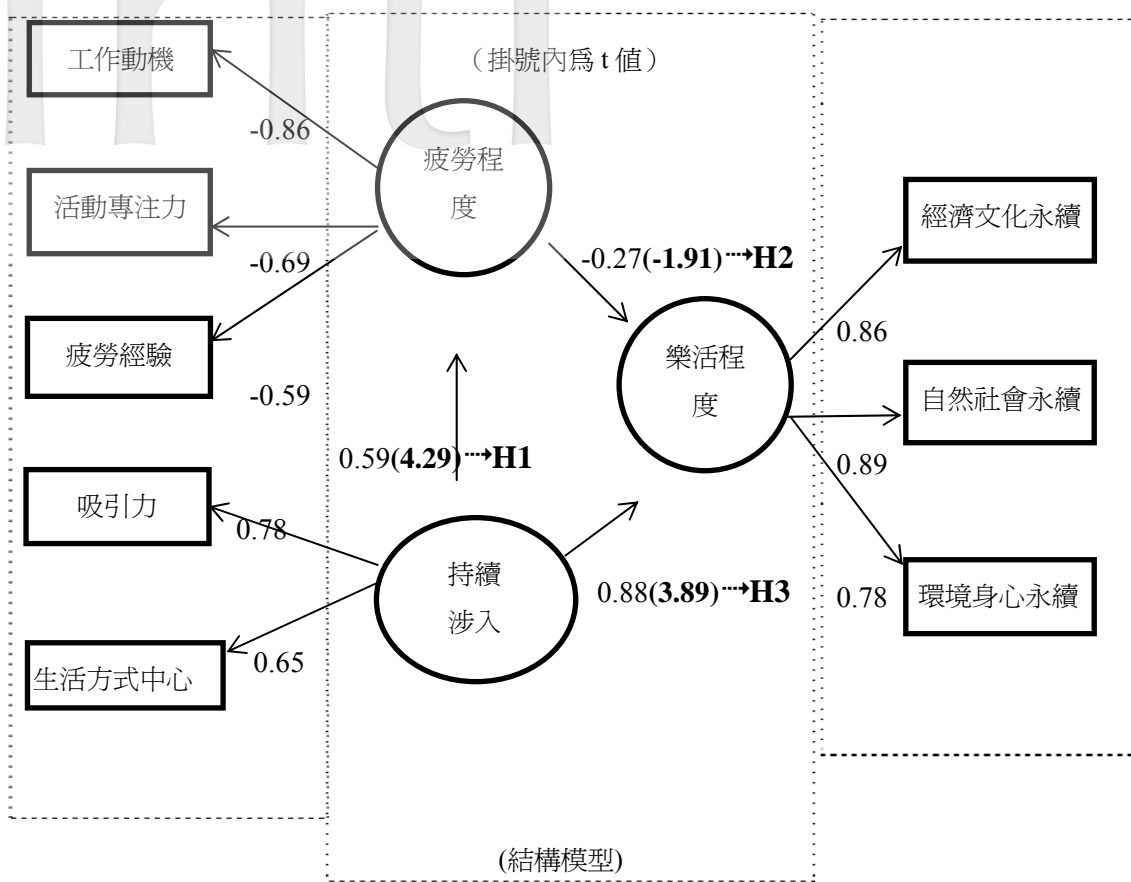 工作動機
(掛號內爲 t 值)
-0.86
疲勞程
度
活動專注力
經濟文化永續
-0.69
-0.27(-1.91)┈→H2
疲勞經驗
-0.59
樂活程
度
0.86
自然社會永續
0.59(4.29)┈→H1
0.89
吸引力
0.78
持續
涉入
0.88(3.89)┈→H3
0.78
環境身心永續
生活方式中心
0.65
(結構模型)